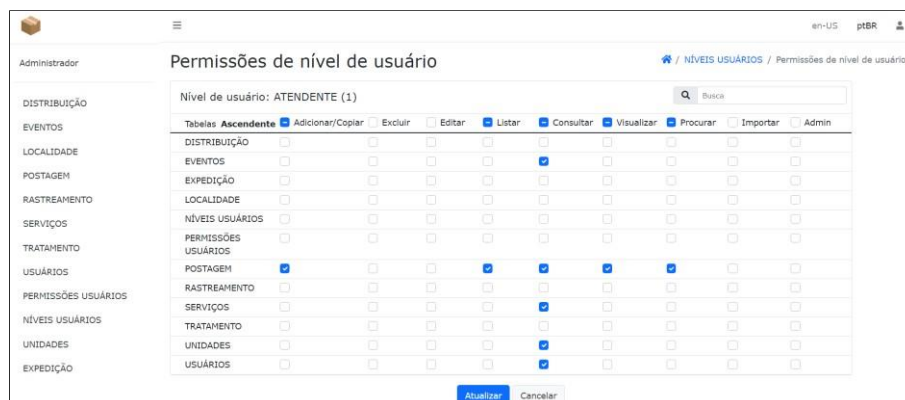 en-US ptBR
Administrador
Permissões de nível de usuário
/ NÍVEIS USUÁRIOS / Permissões de nível de usuário
DISTRIBUIÇÃO
EVENTOS
LOCALIDADE
POSTAGEM
RASTREAMENTO
SERVIÇOS
TRATAMENTO
USUÁRIOS
PERMISSÕES USUÁRIOS
NÍVEIS USUÁRIOS
UNIDADES
EXPEDIÇÃO
Nível de usuário: ATENDENTE (1)
Busca
Tabelas Ascendente Adicionar/Copiar Excluir Editar Listar Consultar Visualizar Procurar Importar Admin
DISTRIBUIÇÃO
EVENTOS
EXPEDIÇÃO
LOCALIDADE
NÍVEIS USUÁRIOS
PERMISSÕES
USUÁRIOS
POSTAGEM
RASTREAMENTO
SERVIÇOS
TRATAMENTO
UNIDADES
USUÁRIOS
Atualizar Cancelar